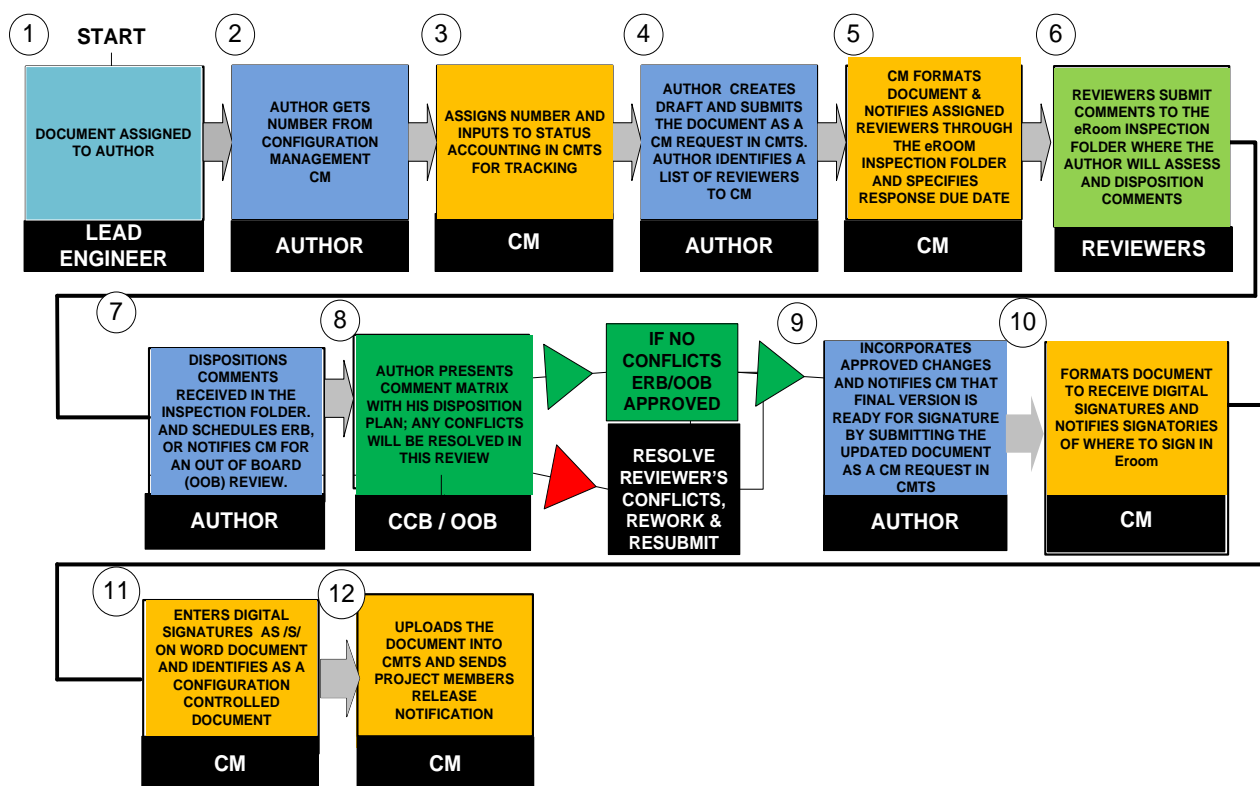 1
START
DOCUMENT ASSIGNED
TO AUTHOR
LEAD
ENGINEER
2
AUTHOR GETS
NUMBER FROM
CONFIGURATION
MANAGEMENT
CM
AUTHOR
3
ASSIGNS NUMBER AND
INPUTS TO STATUS
ACCOUNTING IN CMTS
FOR TRACKING
CM
4
AUTHOR CREATES
DRAFT AND SUBMITS
THE DOCUMENT AS A
CM REQUEST IN CMTS.
AUTHOR IDENTIFIES A
LIST OF REVIEWERS
TO CM
AUTHOR
5
CM FORMATS
DOCUMENT &
NOTIFIES ASSIGNED
REVIEWERS THROUGH
THE eROOM
INSPECTION FOLDER
AND SPECIFIES
RESPONSE DUE DATE
CM
6
REVIEWERS SUBMIT
COMMENTS TO THE
eRoom INSPECTION
FOLDER WHERE THE
AUTHOR WILL ASSESS
AND DISPOSITION
COMMENTS
REVIEWERS
7
DISPOSITIONS
COMMENTS
RECEIVED IN THE
INSPECTION FOLDER.
AND SCHEDULES ERB,
OR NOTIFIES CM FOR
AN OUT OF BOARD
(OOB) REVIEW.
AUTHOR
8
AUTHOR PRESENTS
COMMENT MATRIX
WITH HIS DISPOSITION
PLAN; ANY CONFLICTS
WILL BE RESOLVED IN
THIS REVIEW
CCB / OOB
IF NO
CONFLICTS
ERB/OOB
APPROVED
RESOLVE
REVIEWER'S
CONFLICTS,
REWORK &
RESUBMIT
9
INCORPORATES
APPROVED CHANGES
AND NOTIFIES CM THAT
FINAL VERSION IS
READY FOR SIGNATURE
BY SUBMITTING THE
UPDATED DOCUMENT
AS A CM REQUEST IN
CMTS
AUTHOR
10
FORMATS DOCUMENT
TO RECEIVE DIGITAL
SIGNATURES AND
NOTIFIES SIGNATORIES
OF WHERE TO SIGN IN
Eroom
CM
11
ENTERS DIGITAL
SIGNATURES AS /S/
ON WORD DOCUMENT
AND IDENTIFIES AS A
CONFIGURATION
CONTROLLED
DOCUMENT
CM
12
UPLOADS THE
DOCUMENT INTO
CMTS AND SENDS
PROJECT MEMBERS
RELEASE
NOTIFICATION
CM